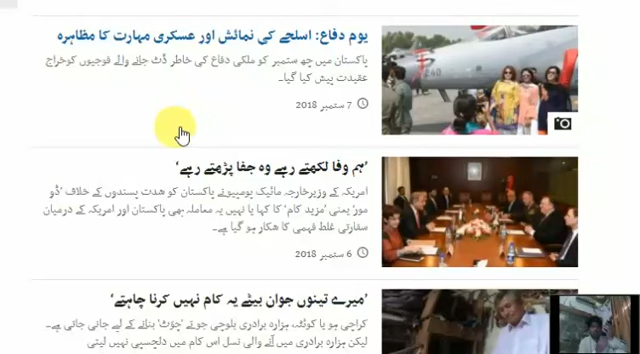 یوم دفاع: اسلحے کی نمائش اور عسکری مہارت کا مظاہرہ
پاکستان میں چھ ستمبر کو ملکی دفاع کی خاطر ڈٹ جانے والے فوجیوں کو خراج
عقیدت پیش کیا گیا۔
7 ستمبر 2018
’ہم وفا لکھتے رہے وہ جفا پڑھتے رہے‘
امریکہ کے وزیرخارجہ مائیک پومپیو نے پاکستان کو شدت پسندوں کے خلاف ’ڈو
مور‘ یعنی ’مزید کام‘ کا کہا یا نہیں یہ معاملہ بھی پاکستان اور امریکہ کے درمیان
سفارتی غلط فہمی کا شکار ہو گیا ہے۔
6 ستمبر 2018
’میرے تینوں جوان بیٹے یہ کام نہیں کرنا چاہتے‘
کراچی ہو یا کوئٹہ، ہزارہ برادری بلوچی جوتے ’چوٹ‘ بنانے کے لیے جانی جاتی ہے۔
لیکن ہزارہ برادری میں آنے والی نسل اس کام میں دلچسپی نہیں لیتی